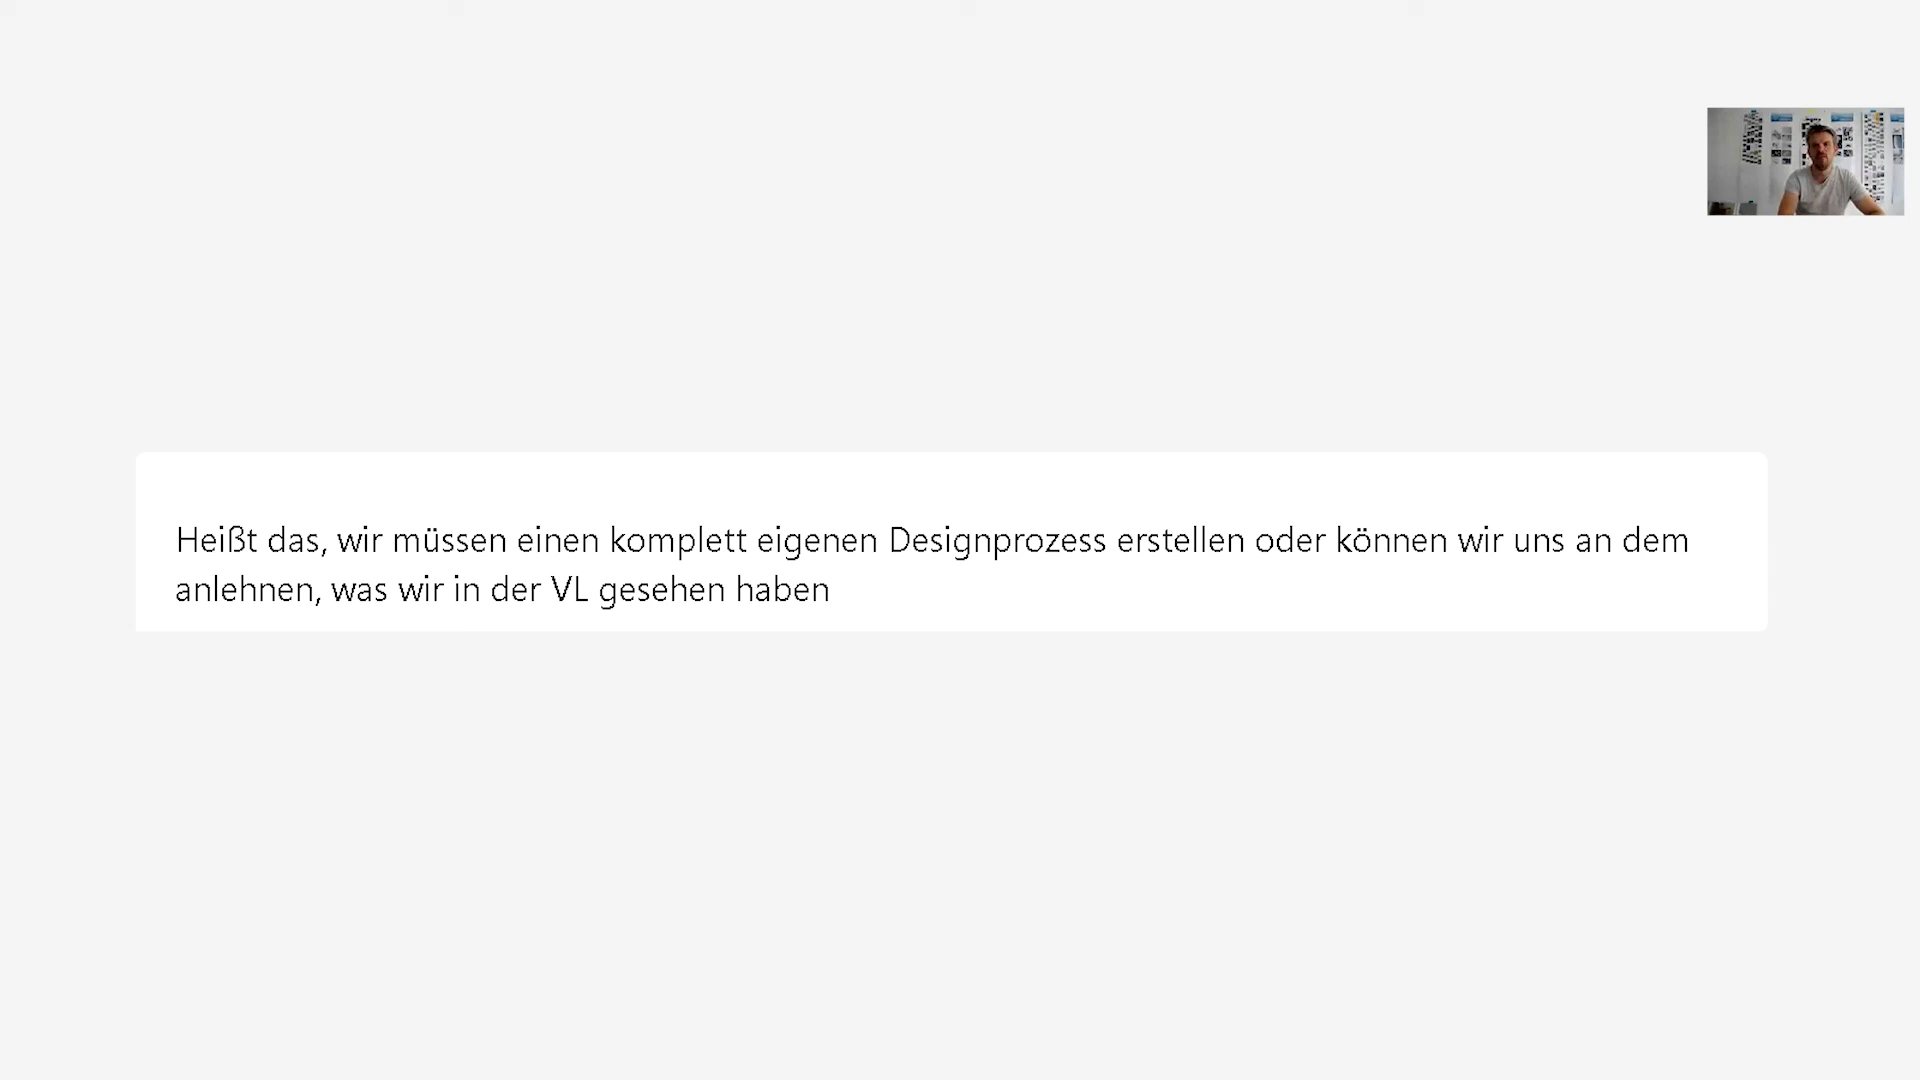 Heißt das, wir müssen einen komplett eigenen Designprozess erstellen oder können wir uns an dem
anlehnen, was wir in der VL gesehen haben